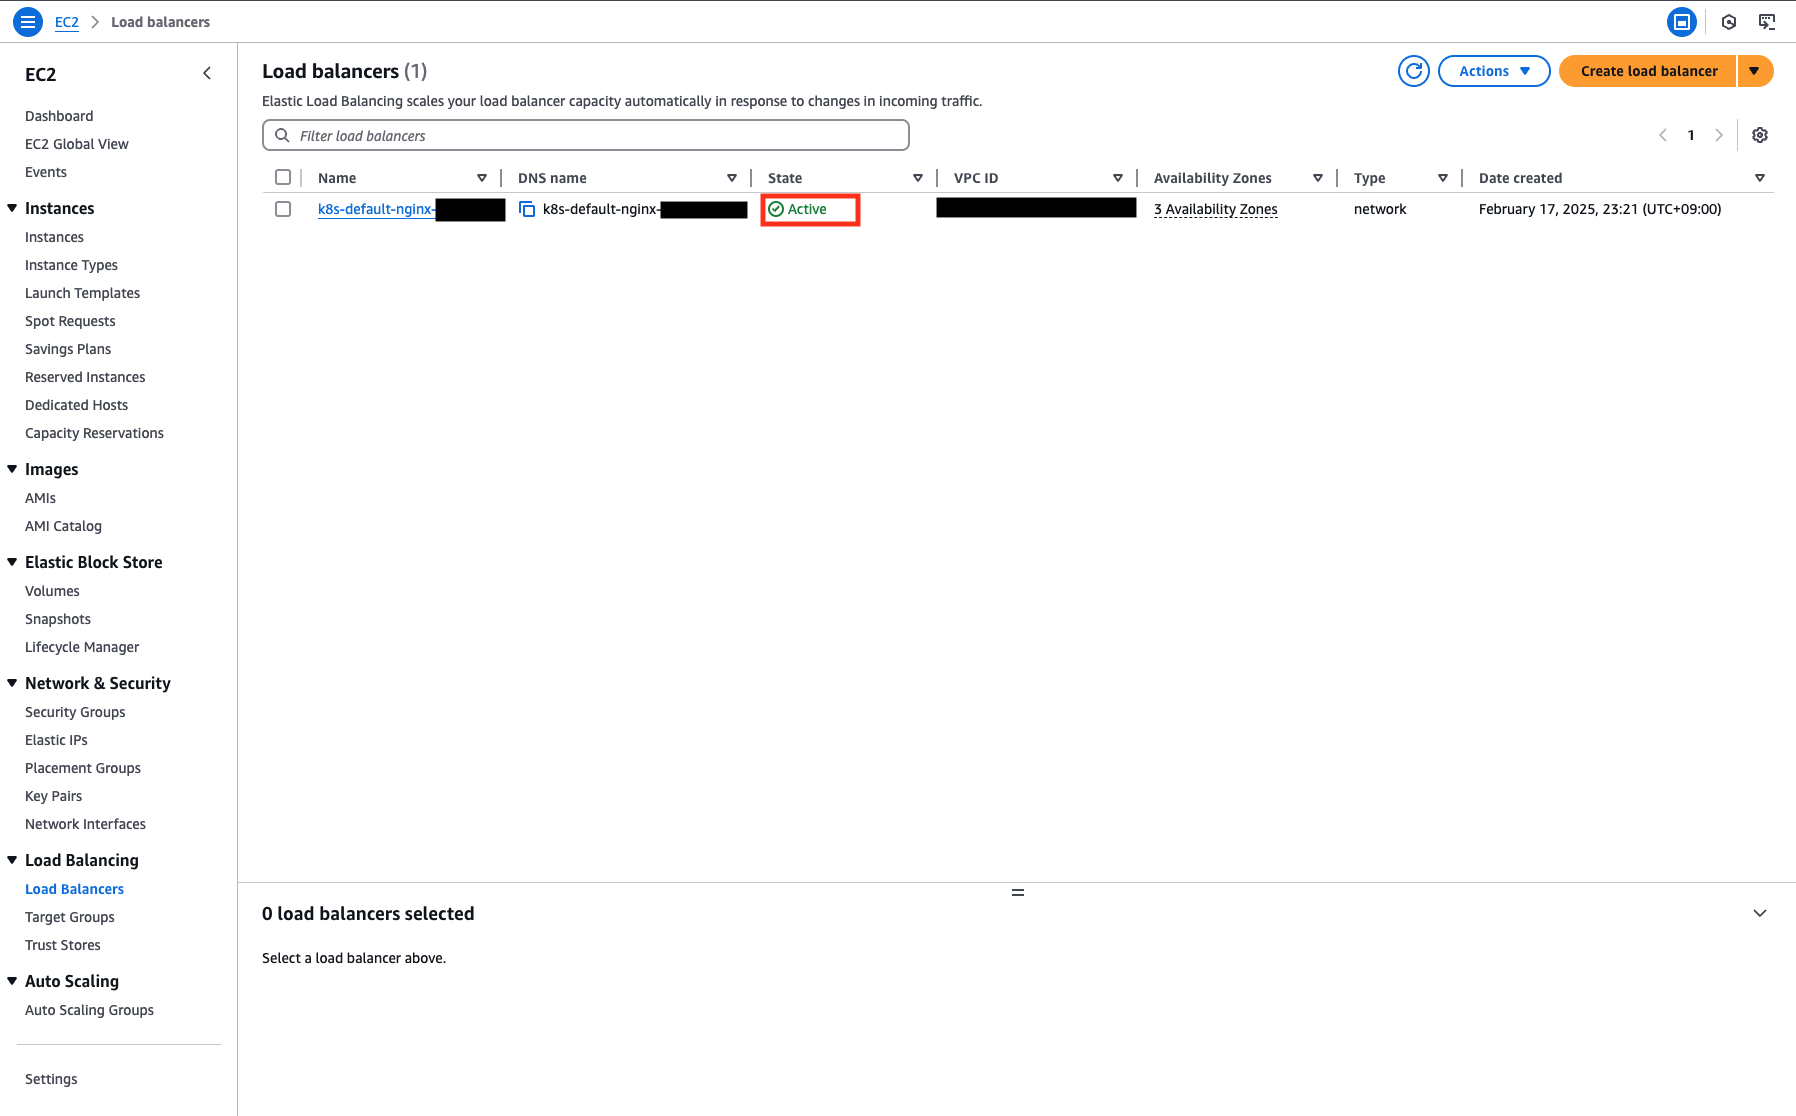 EC2 > Load balancers
EC2
Dashboard
EC2 Global View
Events
Instances
Instances
Instance Types
Launch Templates
Spot Requests
Savings Plans
Reserved Instances
Dedicated Hosts
Capacity Reservations
Images
AMIs
AMI Catalog
Elastic Block Store
Volumes
Snapshots
Lifecycle Manager
Network & Security
Security Groups
Elastic IPs
Placement Groups
Key Pairs
Network Interfaces
Load Balancing
Load Balancers
Target Groups
Trust Stores
Auto Scaling
Auto Scaling Groups
Settings
Load balancers (1)
Actions
Create load balancer
Elastic Load Balancing scales your load balancer capacity automatically in response to changes in incoming traffic.
Filter load balancers
1
Name DNS name State VPC ID Availability Zones Type Date created
k8s-default-nginx- k8s-default-nginx- Active 3 Availability Zones network February 17, 2025, 23:21 (UTC+09:00)
0 load balancers selected
Select a load balancer above.